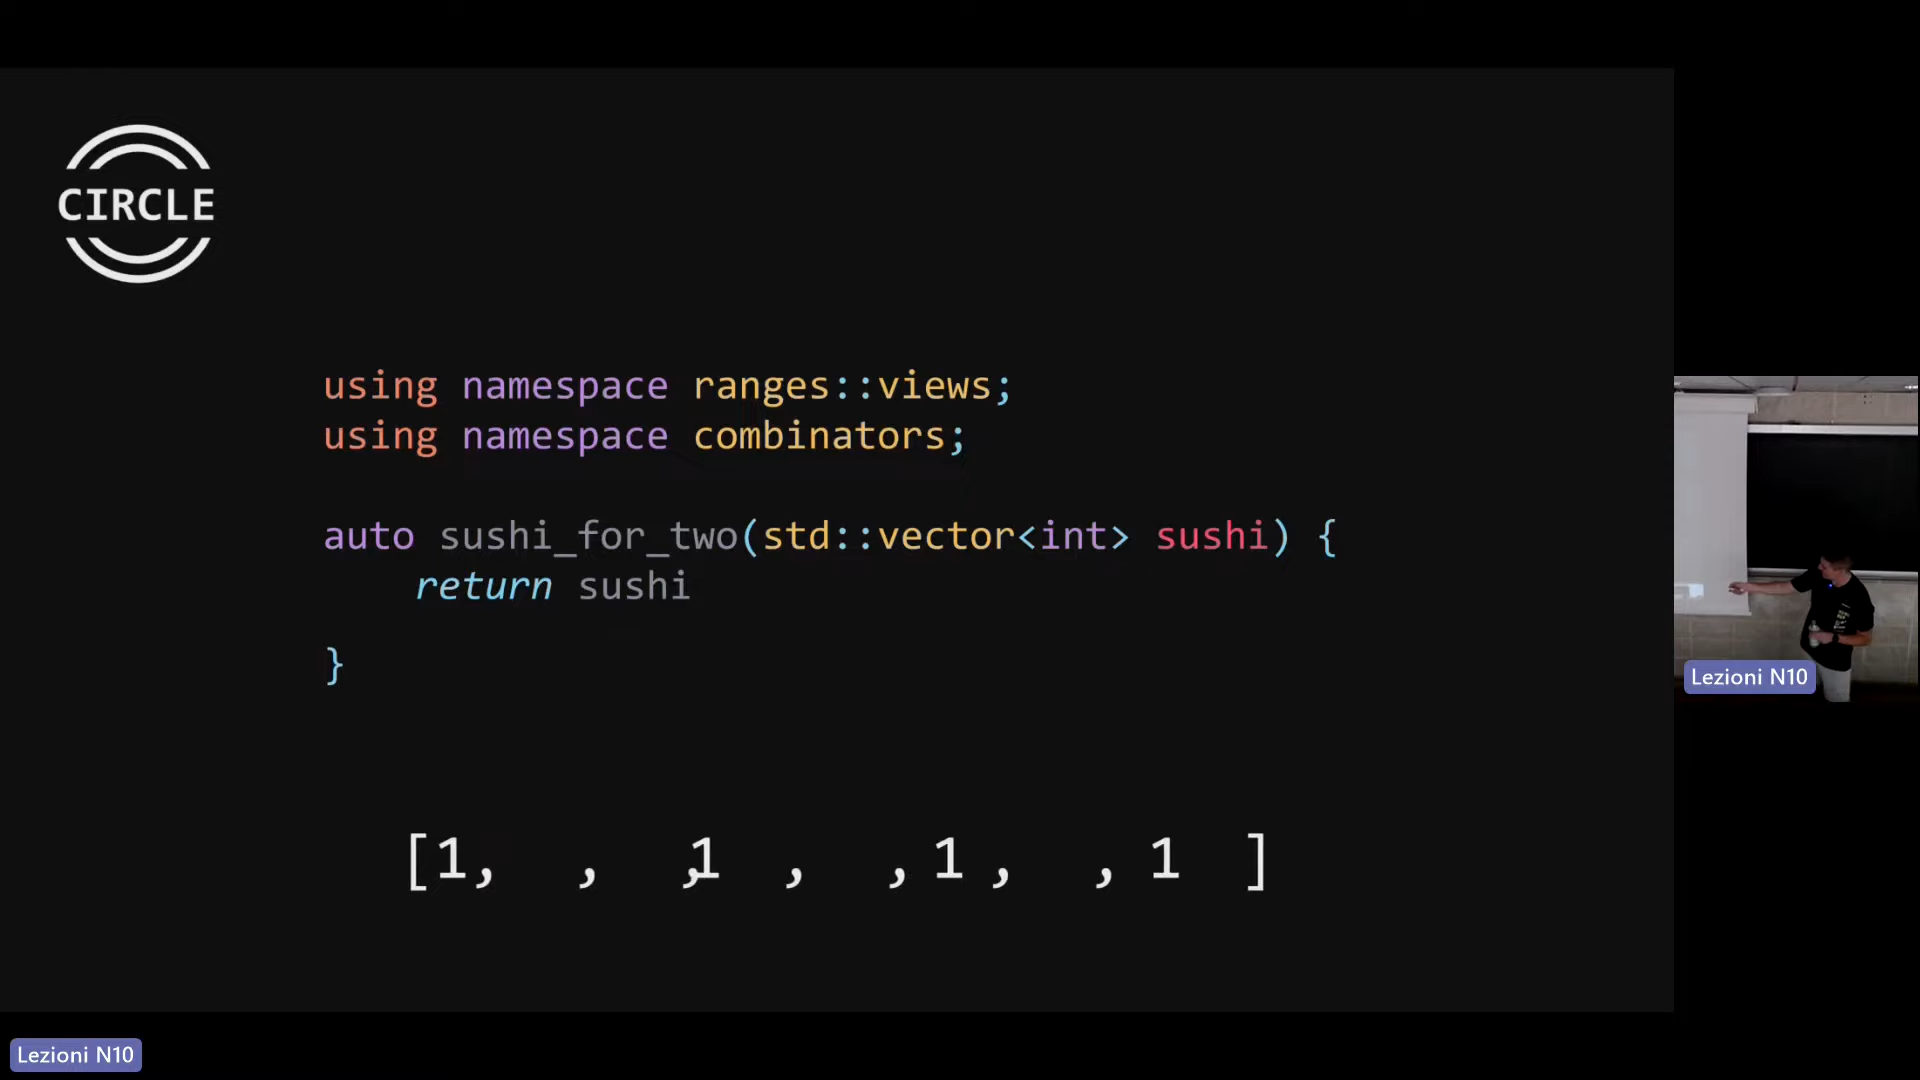 CIRCLE
using namespace ranges::views;
using namespace combinators;
auto sushi_for_two(std::vector<int> sushi) {
return sushi
}
[1, , ,1 , ,1 , ,1 ]
Lezioni N10
Lezioni N10